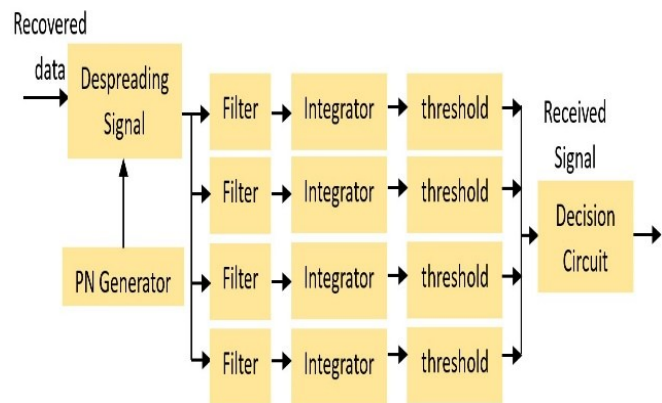 Recovered
data
Despreading
Signal
Filter
Integrator
threshold
Received
Signal
Filter
Integrator
threshold
Decision
Circuit
PN Generator
Filter
Integrator
threshold
Filter
Integrator
threshold